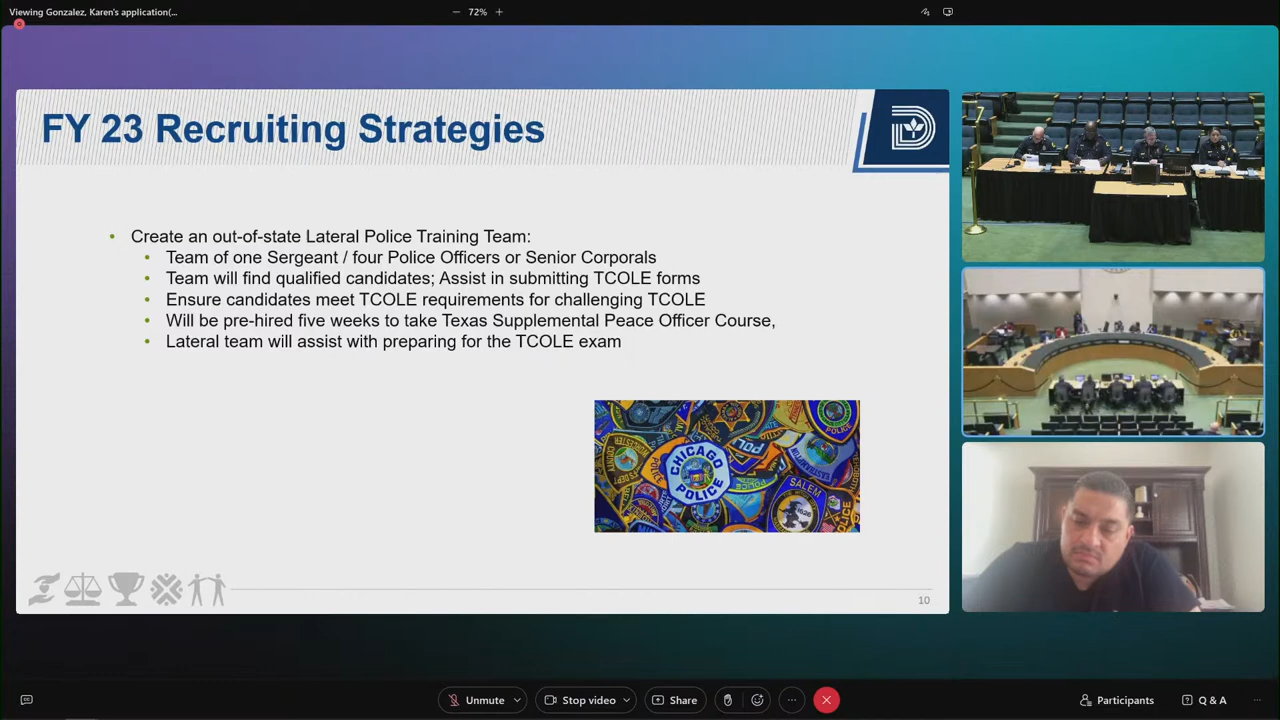 Viewing Gonzalez, Karen's application(...
72%
FY 23 Recruiting Strategies
Create an out-of-state Lateral Police Training Team:
Team of one Sergeant / four Police Officers or Senior Corporals
Team will find qualified candidates; Assist in submitting TCOLE forms
Ensure candidates meet TCOLE requirements for challenging TCOLE
Will be pre-hired five weeks to take Texas Supplemental Peace Officer Course,
Lateral team will assist with preparing for the TCOLE exam
CHICAGO
POLICE
SALEM
POLICE
10
Unmute
Stop video
Share
Participants
Q & A